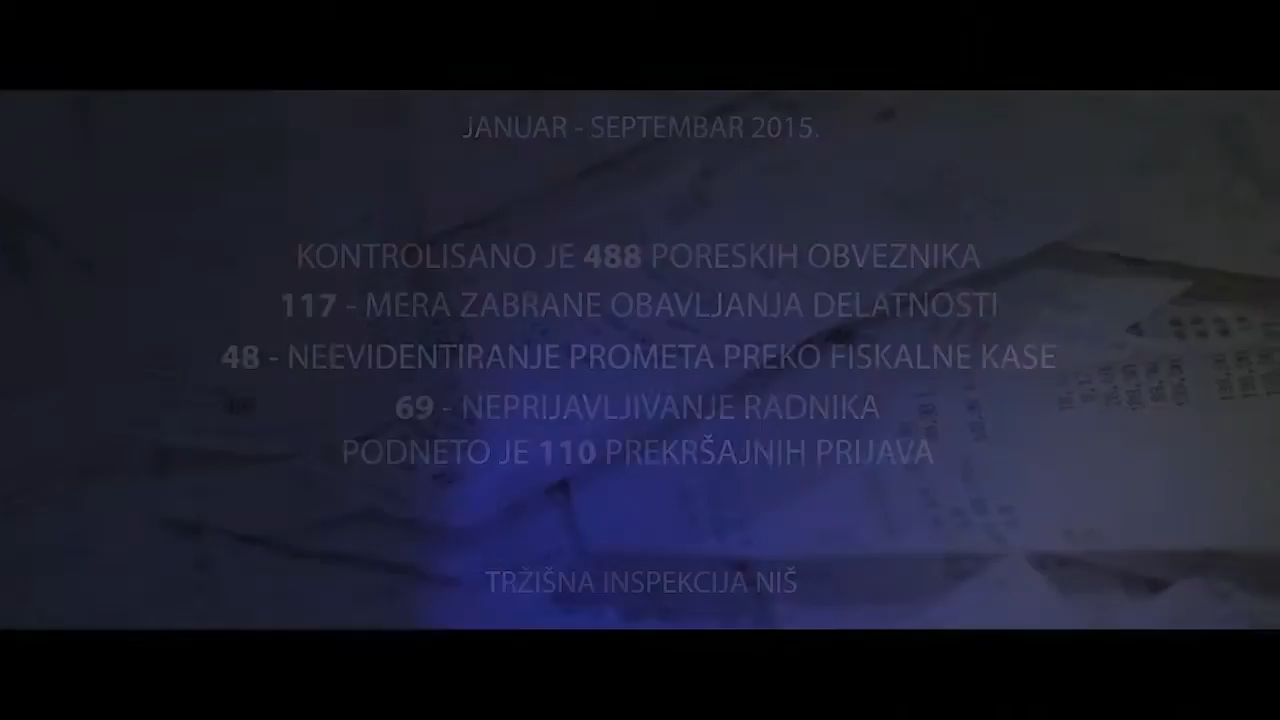 JANUAR - SEPTEMBAR 2015.
KONTROLISANO JE 488 PORESKIH OBVEZNIKA
117 - MERA ZABRANE OBAVLJANJA DELATNOSTI
48 - NEEVIDENTIRANJE PROMETA PREKO FISKALNE KASE
69 - NEPRIJAVLJIVANJE RADNIKA
PODNETO JE 110 PREKRŠAJNIH PRIJAVA
TRŽIŠNA INSPEKCIJA NIŠ